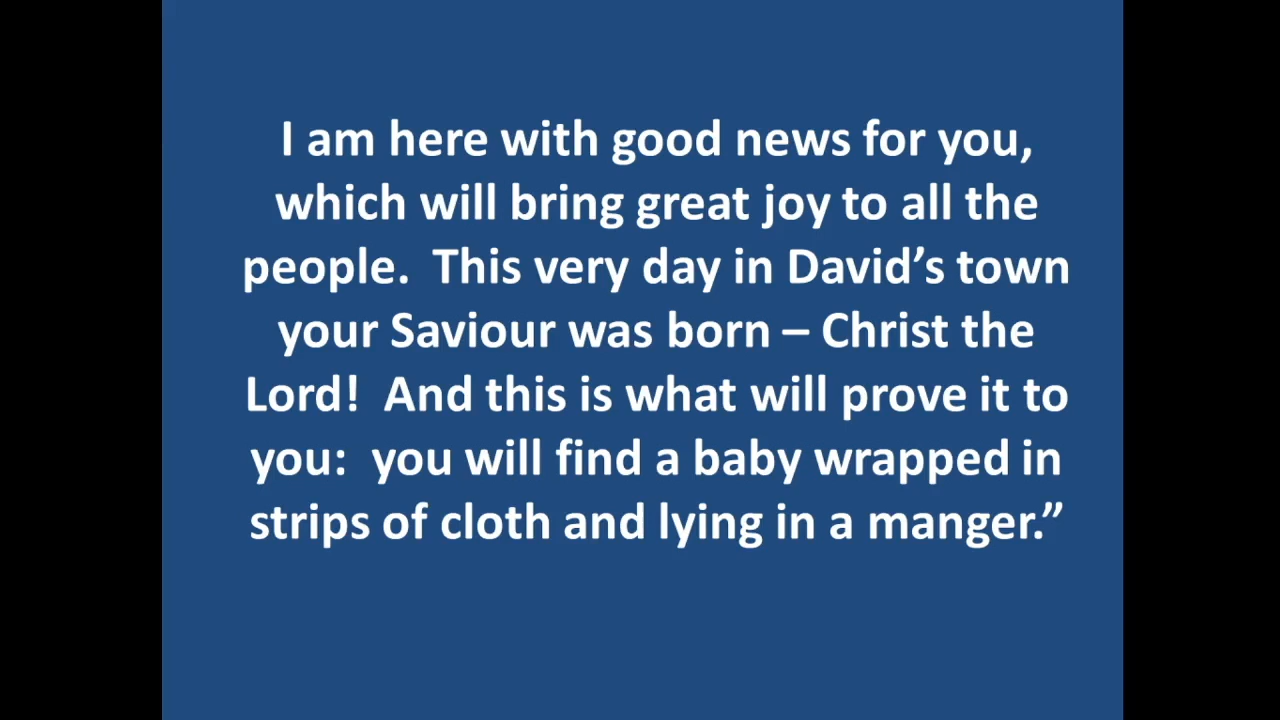 I am here with good news for you,
which will bring great joy to all the
people.  This very day in David’s town
your Saviour was born – Christ the
Lord!  And this is what will prove it to
you:  you will find a baby wrapped in
strips of cloth and lying in a manger.”